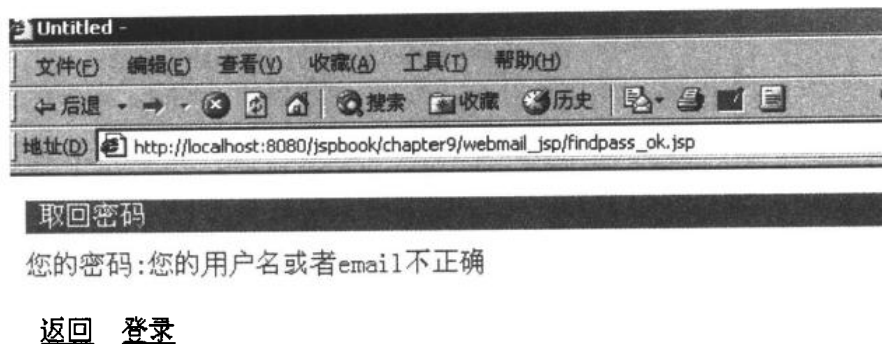 Untitled -
文件(F) 编辑(E) 查看(V) 收藏(A) 工具(T) 帮助(H)
后退 搜索 收藏 历史
地址(D) http://localhost:8080/jspbook/chapter9/webmail_jsp/findpass_ok.jsp
取回密码
您的密码:您的用户名或者email不正确
返回 登录